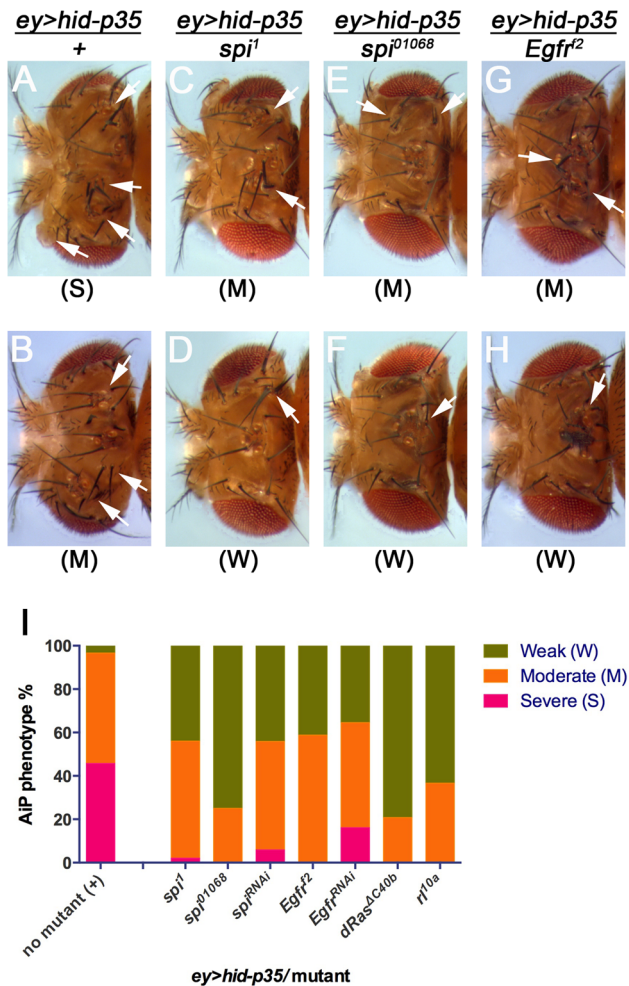 ey>hid-p35 ey>hid-p35 ey>hid-p35 ey>hid-p35
+ spi1 spi01068 Egfrf2
A C E G
(S) (M) (M) (M)
B D F H
(M) (W) (W) (W)
I
100
80
60
40
20
0
AiP phenotype %
Weak (W)
Moderate (M)
Severe (S)
no mutant (+) spi1 spi01068 spiRNAi Egfrf2 EgfrRNAi dRasΔC40b rl10a
ey>hid-p35/mutant